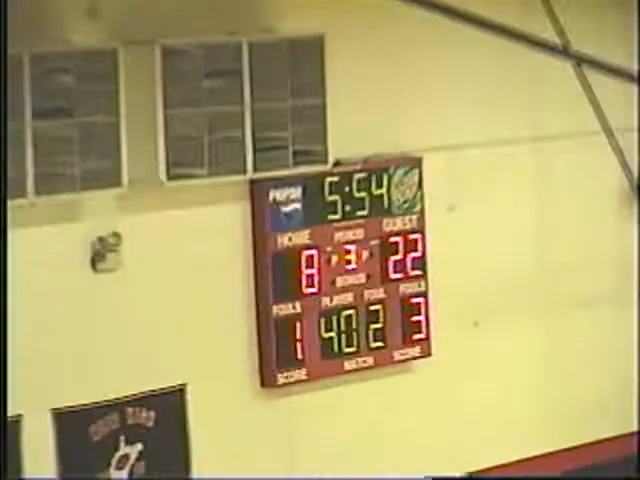 PEPSI 5:54
HOME PERIOD GUEST
8 P 3 P 22
BONUS
FOULS PLAYER FOUL FOULS
1 40 2 3
SCORE MATCH SCORE